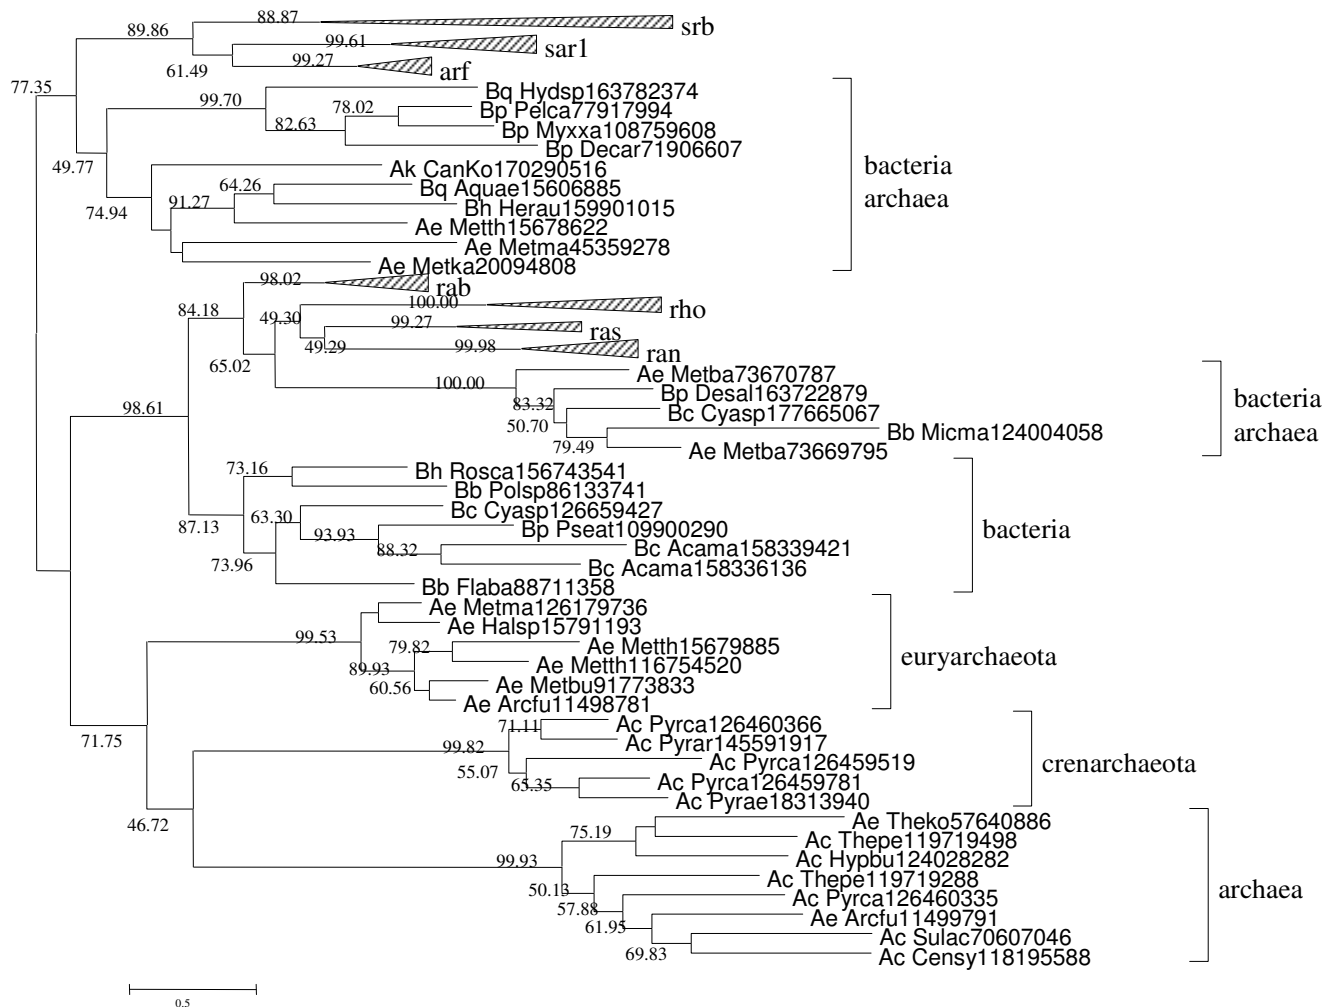 88.87
srb
89.86
99.61
sar1
61.49
99.27
arf
77.35
99.70
Bq Hydsp163782374
78.02
Bp Pelca77917994
82.63
Bp Myxxa108759608
Bp Decar71906607
49.77
Ak CanKo170290516
bacteria
archaea
64.26
Bq Aquae15606885
91.27
Bh Herau159901015
74.94
Ae Metth15678622
Ae Metma45359278
Ae Metka20094808
98.02
rab
84.18
100.00
rho
49.30
99.27
ras
49.29
99.98
ran
65.02
100.00
Ae Metba73670787
Bp Desal163722879
83.32
Bc Cyasp177665067
bacteria
archaea
98.61
50.70
Bb Micma124004058
79.49
Ae Metba73669795
73.16
Bh Rosca156743541
Bb Polsp86133741
63.30
Bc Cyasp126659427
87.13
93.93
Bp Pseat109900290
bacteria
88.32
Bc Acama158339421
73.96
Bc Acama158336136
Bb Flaba88711358
Ae Metma126179736
99.53
Ae Halsp15791193
79.82
Ae Metth15679885
euryarchaeota
89.93
Ae Metth116754520
60.56
Ae Metbu91773833
Ae Arcfu11498781
71.75
71.11
Ac Pyrca126460366
99.82
Ac Pyrar145591917
55.07
Ac Pyrca126459519
crenarchaeota
65.35
Ac Pyrca126459781
Ac Pyrae18313940
46.72
75.19
Ae Theko57640886
Ac Thepe119719498
99.93
Ac Hypbu124028282
50.13
Ac Thepe119719288
archaea
57.88
Ac Pyrca126460335
61.95
Ae Arcfu11499791
69.83
Ac Sulac70607046
Ac Censy118195588
0.5